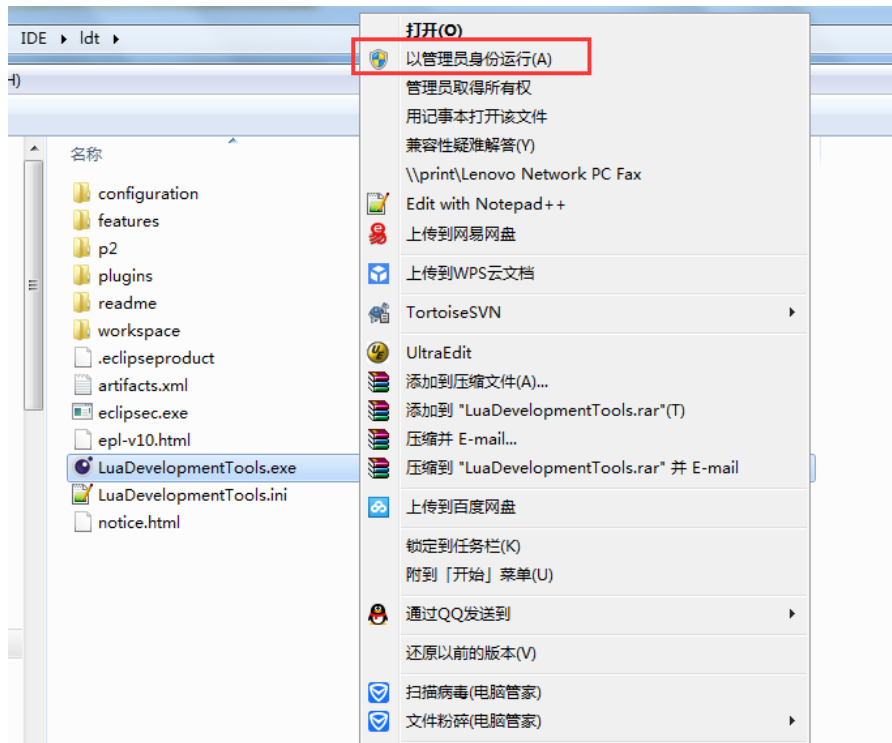 IDE ▸ ldt ▸
H)
名称
configuration
features
p2
plugins
readme
workspace
.eclipseproduct
artifacts.xml
eclipsec.exe
epl-v10.html
LuaDevelopmentTools.exe
LuaDevelopmentTools.ini
notice.html
打开(O)
以管理员身份运行(A)
管理员取得所有权
用记事本打开该文件
兼容性疑难解答(Y)
\\print\Lenovo Network PC Fax
Edit with Notepad++
上传到网易网盘
上传到WPS云文档
TortoiseSVN
UltraEdit
添加到压缩文件(A)...
添加到 "LuaDevelopmentTools.rar"(T)
压缩并 E-mail...
压缩到 "LuaDevelopmentTools.rar" 并 E-mail
上传到百度网盘
锁定到任务栏(K)
附到「开始」菜单(U)
通过QQ发送到
还原以前的版本(V)
扫描病毒(电脑管家)
文件粉碎(电脑管家)